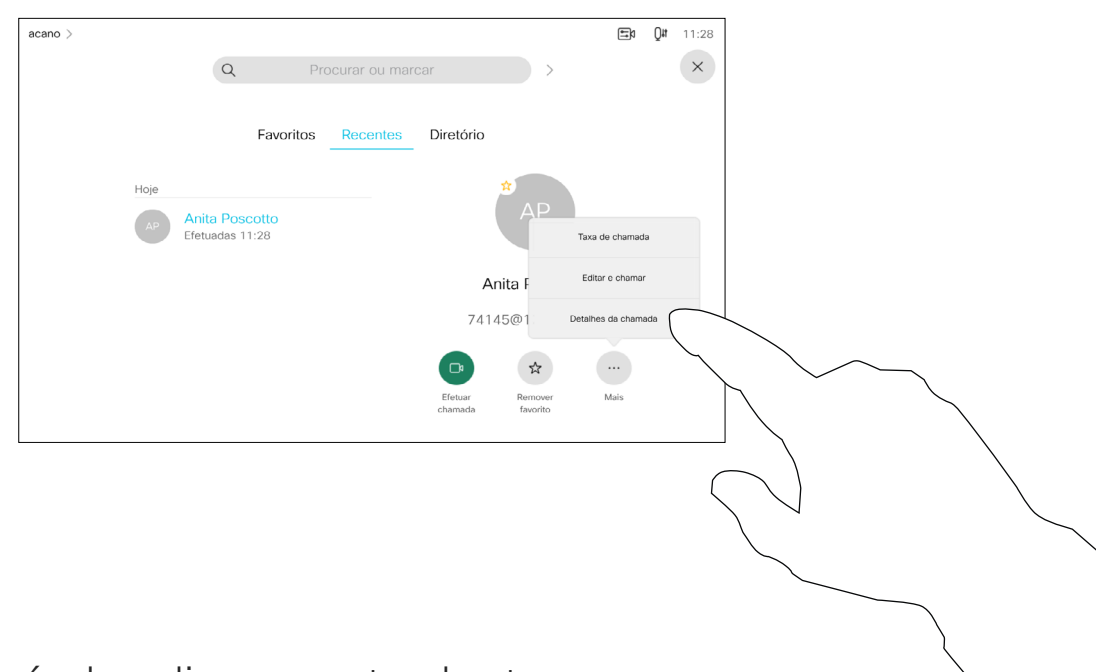 acano >
11:28
Procurar ou marcar >
Favoritos Recentes Diretório
Hoje
AP
Anita Poscotto
Efetuadas 11:28
AP
Taxa de chamada
Editar e chamar
Detalhes da chamada
Anita
74145@1
Efetuar
chamada
Remover
favorito
Mais